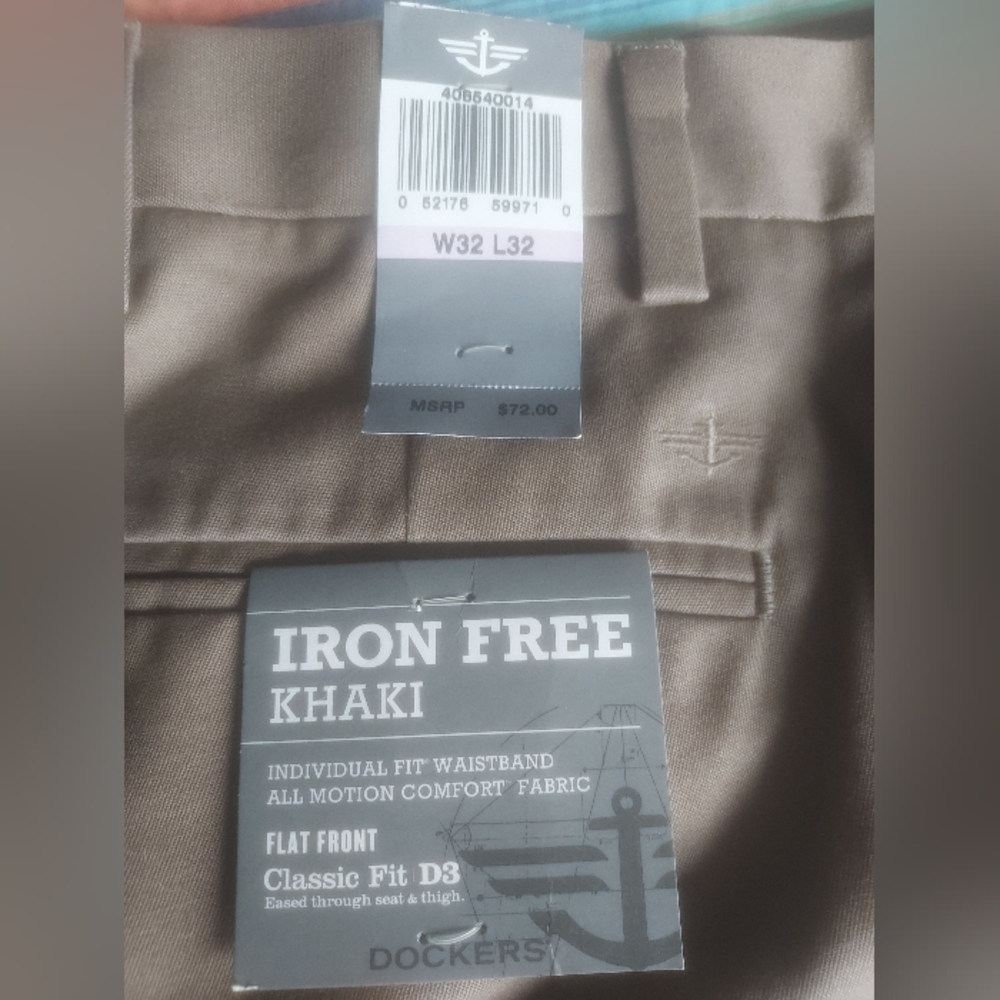 406540014
0 52176 59971 0
W32 L32
MSRP $72.00
IRON FREE
KHAKI
INDIVIDUAL FIT WAISTBAND
ALL MOTION COMFORT FABRIC
FLAT FRONT
Classic Fit D3
Eased through seat & thigh.
DOCKERS